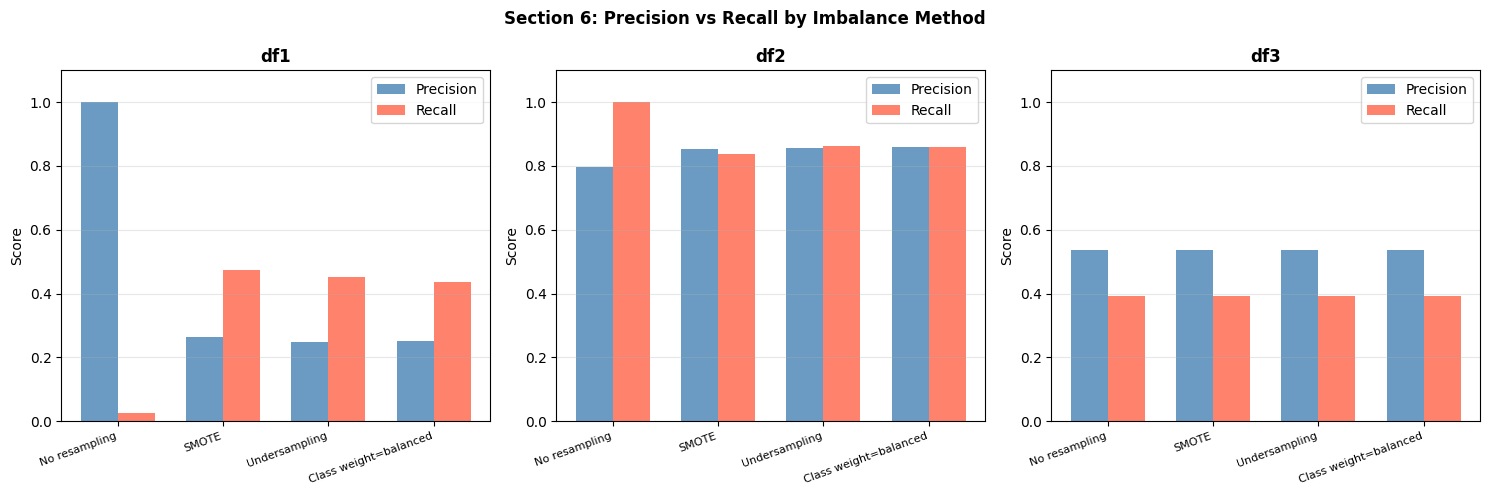 Section 6: Precision vs Recall by Imbalance Method
df1
Precision
Recall
Score
1.0
0.8
0.6
0.4
0.2
0.0
No resampling
SMOTE
Undersampling
Class weight=balanced
df2
Precision
Recall
Score
1.0
0.8
0.6
0.4
0.2
0.0
No resampling
SMOTE
Undersampling
Class weight=balanced
df3
Precision
Recall
Score
1.0
0.8
0.6
0.4
0.2
0.0
No resampling
SMOTE
Undersampling
Class weight=balanced